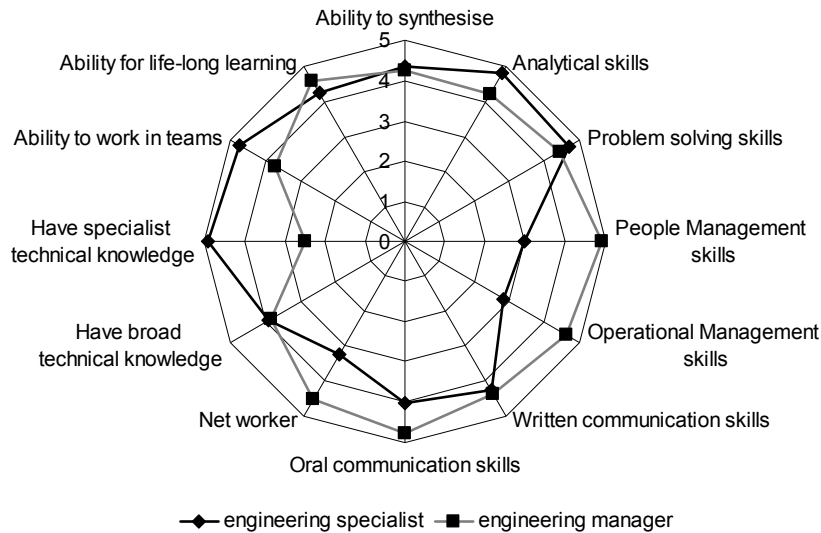 Ability to synthesise
5
Ability for life-long learning
Analytical skills
4
Ability to work in teams
3
Problem solving skills
2
Have specialist
technical knowledge
1
0
People Management
skills
Have broad
technical knowledge
Operational Management
skills
Net worker
Written communication skills
Oral communication skills
engineering specialist
engineering manager